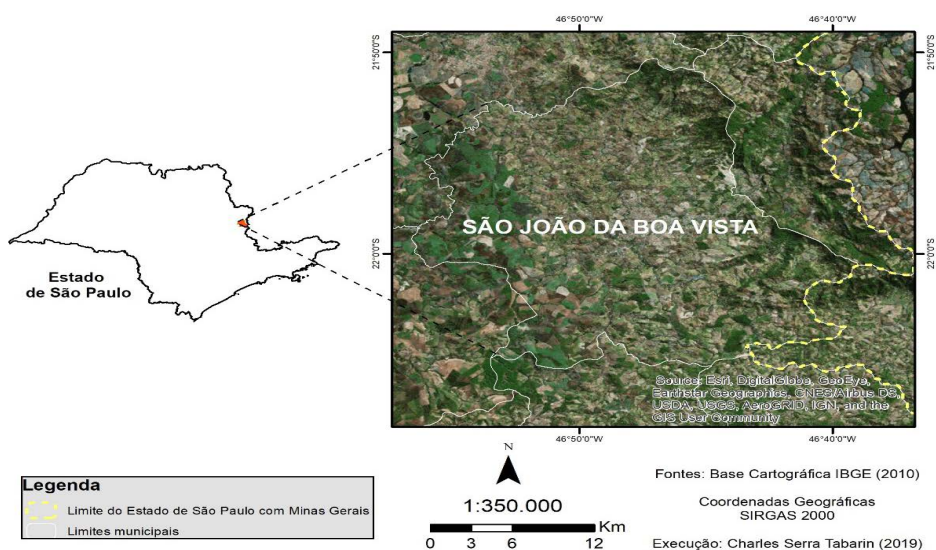 46°50'0"W
46°40'0"W
21°50'0"S
21°50'0"S
SÃO JOÃO DA BOA VISTA
22°0'0"S
22°0'0"S
Estado
de São Paulo
Source: Esri, DigitalGlobe, GeoEye,
Earthstar Geographics, CNES/Airbus DS,
USDA, USGS, AeroGRID, IGN, and the
GIS User Community
46°50'0"W
46°40'0"W
N
1:350.000
Km
0 3 6 12
Legenda
Limite do Estado de São Paulo com Minas Gerais
Limites municipais
Fontes: Base Cartográfica IBGE (2010)
Coordenadas Geográficas
SIRGAS 2000
Execução: Charles Serra Tabarin (2019)